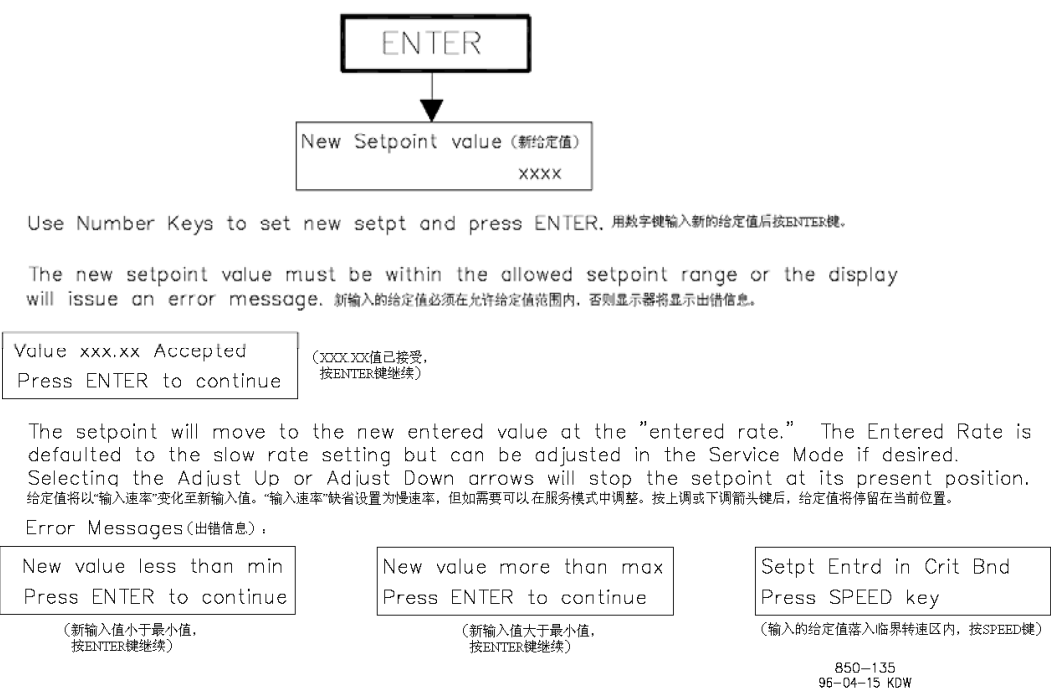 ENTER
New Setpoint value (新给定值)
xxxx
Use Number Keys to set new setpt and press ENTER. 用数字键输入新的给定值后按ENTER键。
The new setpoint value must be within the allowed setpoint range or the display
will issue an error message. 新输入的给定值必须在允许给定值范围内，否则显示器将显示出错信息。
Value xxx.xx Accepted
Press ENTER to continue
（XXX.XX值已接受，
按ENTER键继续）
The setpoint will move to the new entered value at the "entered rate." The Entered Rate is
defaulted to the slow rate setting but can be adjusted in the Service Mode if desired.
Selecting the Adjust Up or Adjust Down arrows will stop the setpoint at its present position.
给定值将以“输入速率”变化至新输入值。“输入速率”缺省设置为慢速率，但如需要可以在服务模式中调整。按上调或下调箭头键后，给定值将停留在当前位置。
Error Messages（出错信息）：
New value less than min
Press ENTER to continue
（新输入值小于最小值，
按ENTER键继续）
New value more than max
Press ENTER to continue
（新输入值大于最小值，
按ENTER键继续）
Setpt Entrd in Crit Bnd
Press SPEED key
（输入的给定值落入临界转速区内，按SPEED键）
850-135
96-04-15 KDW